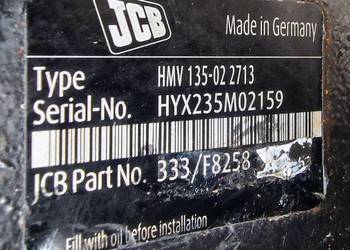 JCB
Made in Germany
Type HMV 135-02 2713
Serial-No. HYX235M02159
JCB Part No. 333/F8258
Fill with oil before installation